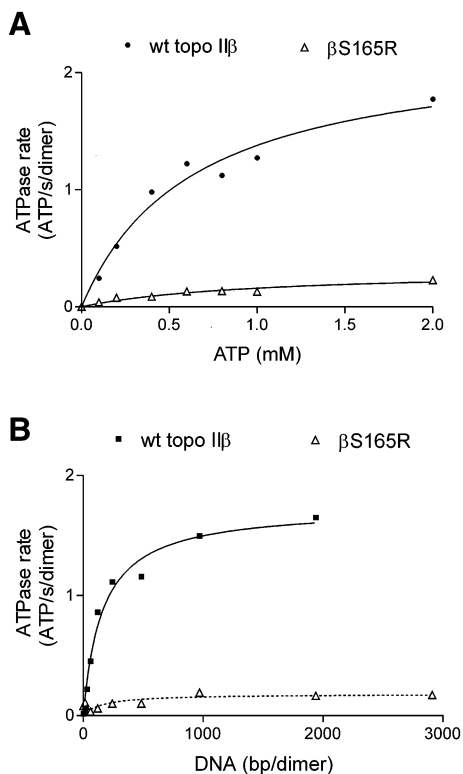 A
wt topo IIβ βS165R
2
1
0
0.0 0.5 1.0 1.5 2.0
ATPase rate
(ATP/s/dimer)
ATP (mM)
B
wt topo IIβ βS165R
2
1
0
0 1000 2000 3000
ATPase rate
(ATP/s/dimer)
DNA (bp/dimer)